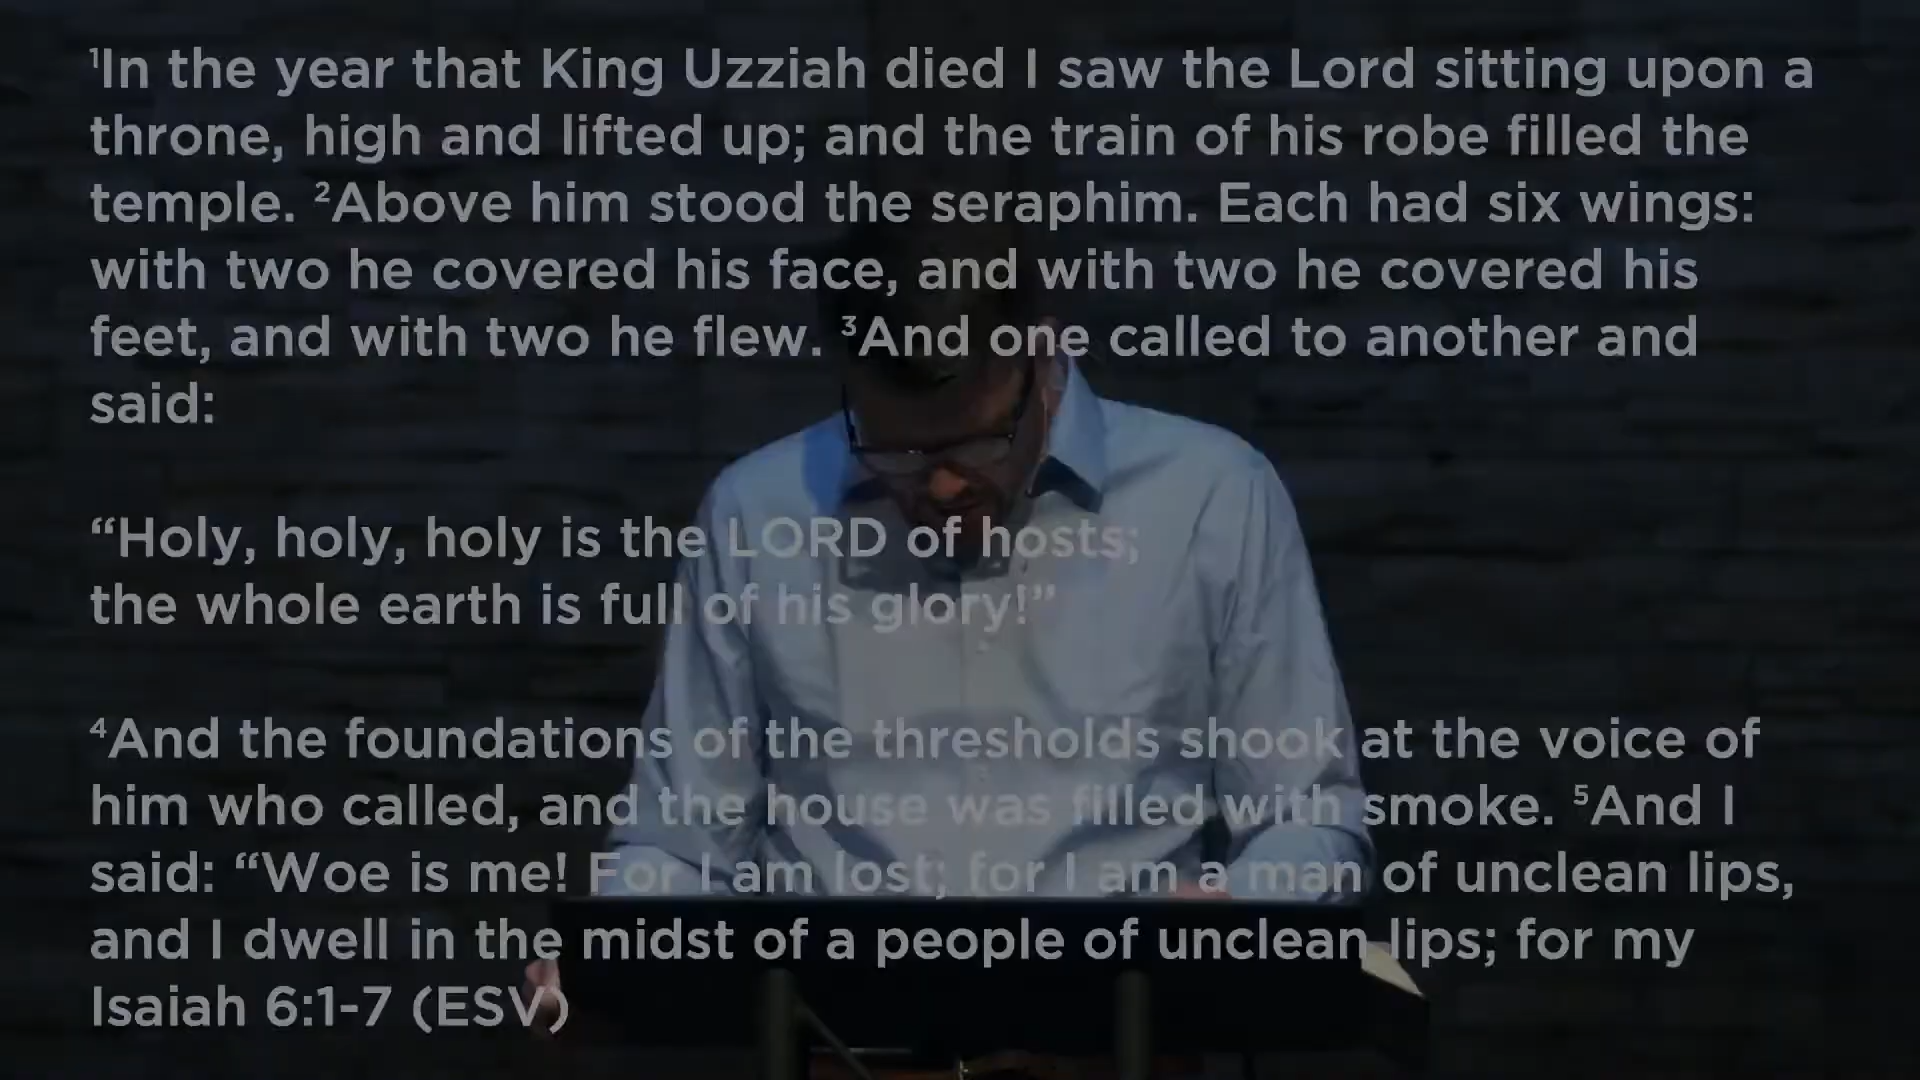 ¹In the year that King Uzziah died I saw the Lord sitting upon a
throne, high and lifted up; and the train of his robe filled the
temple. ²Above him stood the seraphim. Each had six wings:
with two he covered his face, and with two he covered his
feet, and with two he flew. ³And one called to another and
said:
“Holy, holy, holy is the LORD of hosts;
the whole earth is full of his glory!”
⁴And the foundations of the thresholds shook at the voice of
him who called, and the house was filled with smoke. ⁵And I
said: “Woe is me! For I am lost; for I am a man of unclean lips,
and I dwell in the midst of a people of unclean lips; for my
Isaiah 6:1-7 (ESV)